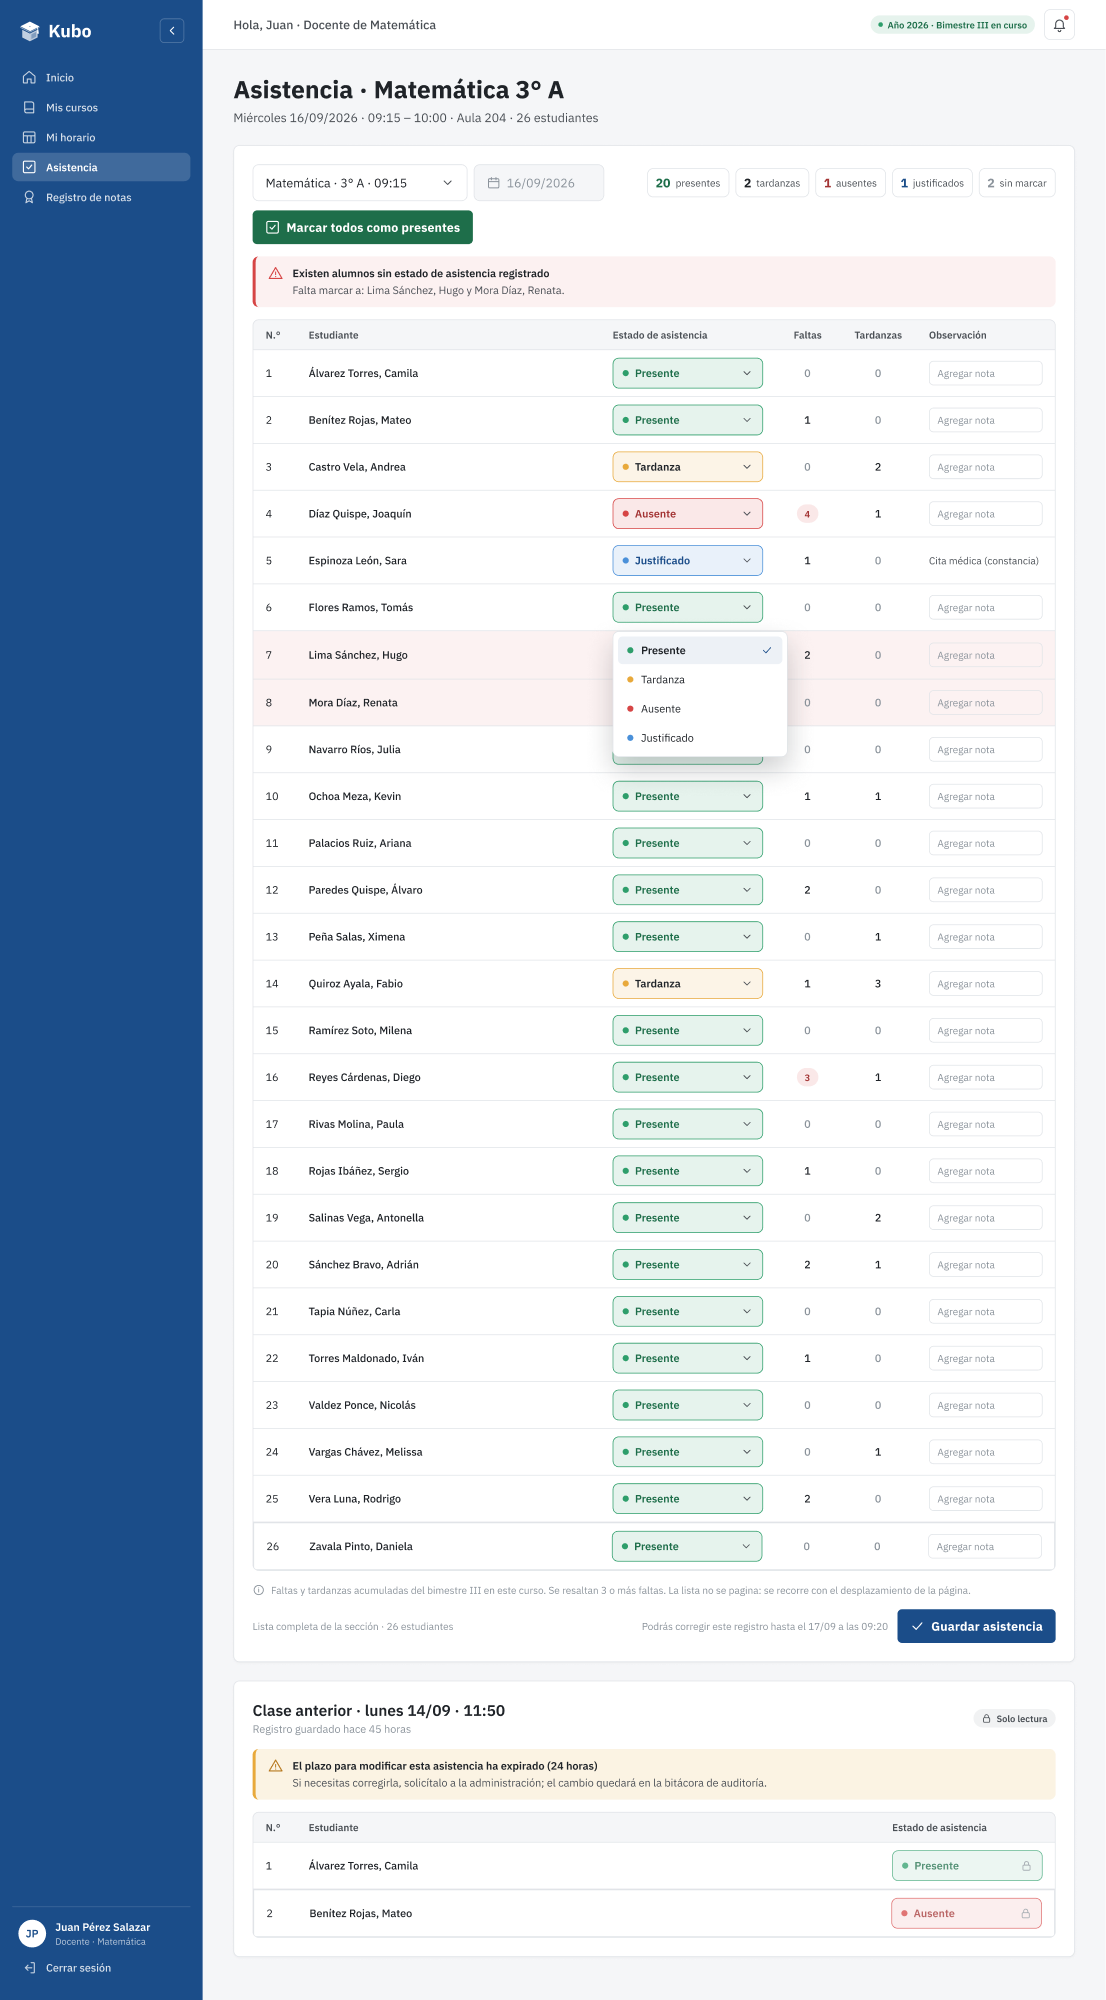 Kubo
Inicio
Mis cursos
Mi horario
Asistencia
Registro de notas
Hola, Juan · Docente de Matemática
Año 2026 · Bimestre III en curso
Asistencia · Matemática 3° A
Miércoles 16/09/2026 · 09:15 – 10:00 · Aula 204 · 26 estudiantes
Matemática · 3° A · 09:15
16/09/2026
20 presentes
2 tardanzas
1 ausentes
1 justificados
2 sin marcar
Marcar todos como presentes
Existen alumnos sin estado de asistencia registrado
Falta marcar a: Lima Sánchez, Hugo y Mora Díaz, Renata.
N.° Estudiante Estado de asistencia Faltas Tardanzas Observación
1 Álvarez Torres, Camila Presente 0 0 Agregar nota
2 Benítez Rojas, Mateo Presente 1 0 Agregar nota
3 Castro Vela, Andrea Tardanza 0 2 Agregar nota
4 Díaz Quispe, Joaquín Ausente 4 1 Agregar nota
5 Espinoza León, Sara Justificado 1 0 Cita médica (constancia)
6 Flores Ramos, Tomás Presente 0 0 Agregar nota
7 Lima Sánchez, Hugo 2 0 Agregar nota
8 Mora Díaz, Renata 0 0 Agregar nota
9 Navarro Ríos, Julia 0 0 Agregar nota
Presente
Tardanza
Ausente
Justificado
10 Ochoa Meza, Kevin Presente 1 1 Agregar nota
11 Palacios Ruiz, Ariana Presente 0 0 Agregar nota
12 Paredes Quispe, Álvaro Presente 2 0 Agregar nota
13 Peña Salas, Ximena Presente 0 1 Agregar nota
14 Quiroz Ayala, Fabio Tardanza 1 3 Agregar nota
15 Ramírez Soto, Milena Presente 0 0 Agregar nota
16 Reyes Cárdenas, Diego Presente 3 1 Agregar nota
17 Rivas Molina, Paula Presente 0 0 Agregar nota
18 Rojas Ibáñez, Sergio Presente 1 0 Agregar nota
19 Salinas Vega, Antonella Presente 0 2 Agregar nota
20 Sánchez Bravo, Adrián Presente 2 1 Agregar nota
21 Tapia Núñez, Carla Presente 0 0 Agregar nota
22 Torres Maldonado, Iván Presente 1 0 Agregar nota
23 Valdez Ponce, Nicolás Presente 0 0 Agregar nota
24 Vargas Chávez, Melissa Presente 0 1 Agregar nota
25 Vera Luna, Rodrigo Presente 2 0 Agregar nota
26 Zavala Pinto, Daniela Presente 0 0 Agregar nota
Faltas y tardanzas acumuladas del bimestre III en este curso. Se resaltan 3 o más faltas. La lista no se pagina: se recorre con el desplazamiento de la página.
Lista completa de la sección · 26 estudiantes
Podrás corregir este registro hasta el 17/09 a las 09:20
Guardar asistencia
Clase anterior · lunes 14/09 · 11:50
Registro guardado hace 45 horas
Solo lectura
El plazo para modificar esta asistencia ha expirado (24 horas)
Si necesitas corregirla, solicítalo a la administración; el cambio quedará en la bitácora de auditoría.
N.° Estudiante Estado de asistencia
1 Álvarez Torres, Camila Presente
2 Benítez Rojas, Mateo Ausente
JP
Juan Pérez Salazar
Docente · Matemática
Cerrar sesión